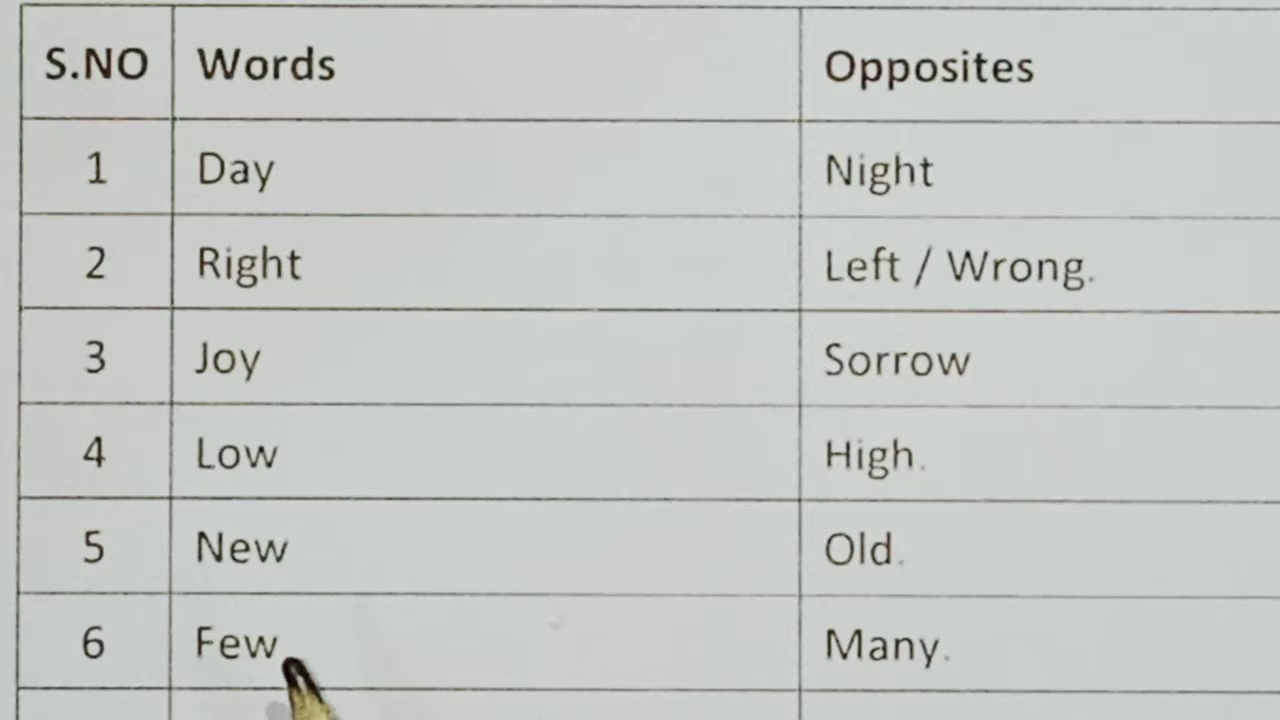 S.NO Words Opposites
1 Day Night
2 Right Left / Wrong.
3 Joy Sorrow
4 Low High.
5 New Old.
6 Few Many.